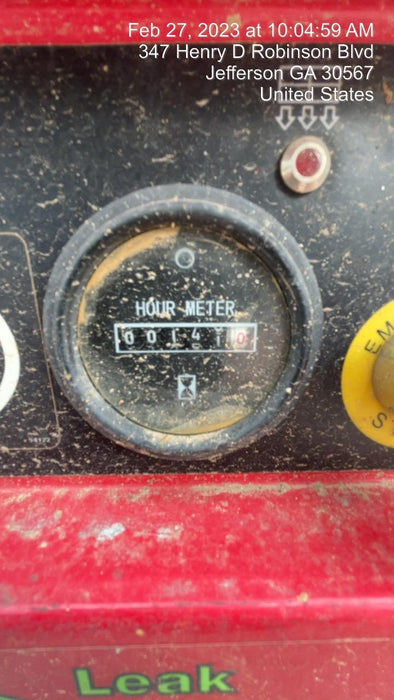 Feb 27, 2023 at 10:04:59 AM
347 Henry D Robinson Blvd
Jefferson GA 30567
United States
HOUR METER
001410
EM
S
Leak